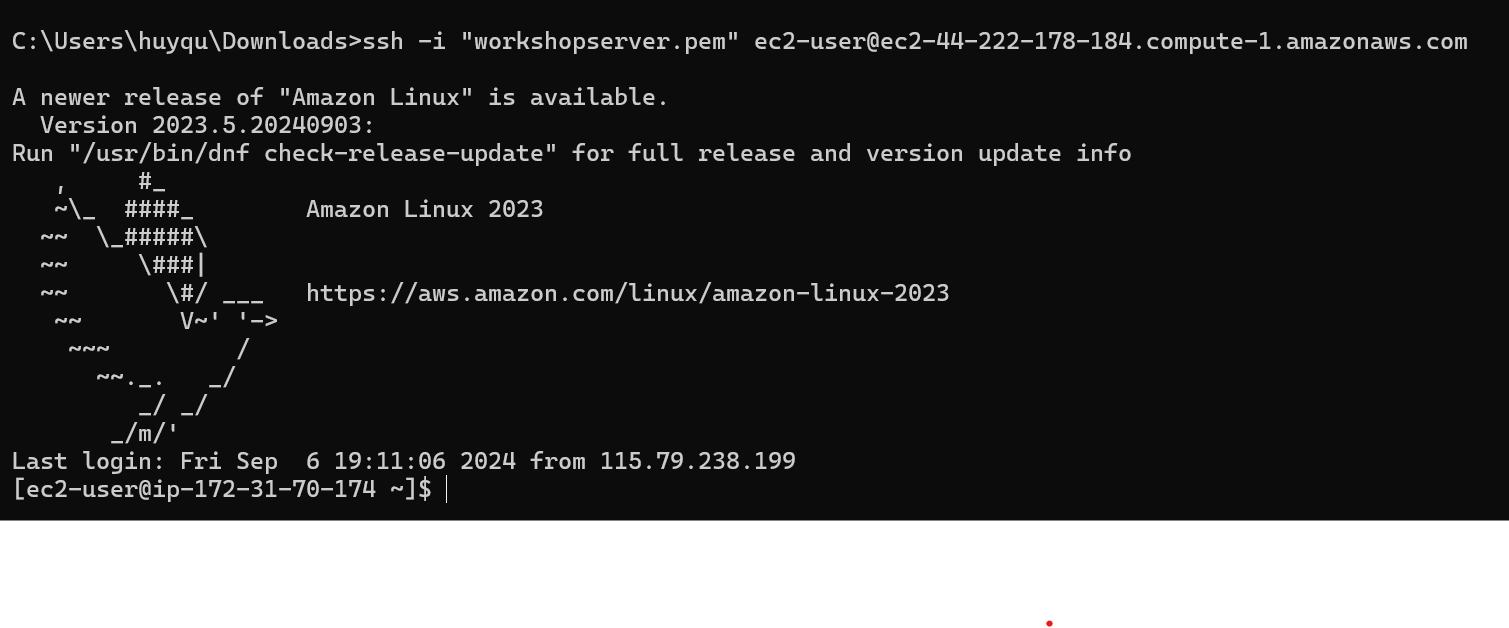 C:\Users\huyqu\Downloads>ssh -i "workshopserver.pem" ec2-user@ec2-44-222-178-184.compute-1.amazonaws.com
A newer release of "Amazon Linux" is available.
  Version 2023.5.20240903:
Run "/usr/bin/dnf check-release-update" for full release and version update info
   ,     #_
   ~\_  ####_        Amazon Linux 2023
  ~~  \_#####\
  ~~     \###|
  ~~       \#/ ___   https://aws.amazon.com/linux/amazon-linux-2023
   ~~       V~' '->
    ~~~         /
      ~~._.   _/
         _/ _/
       _/m/'
Last login: Fri Sep  6 19:11:06 2024 from 115.79.238.199
[ec2-user@ip-172-31-70-174 ~]$